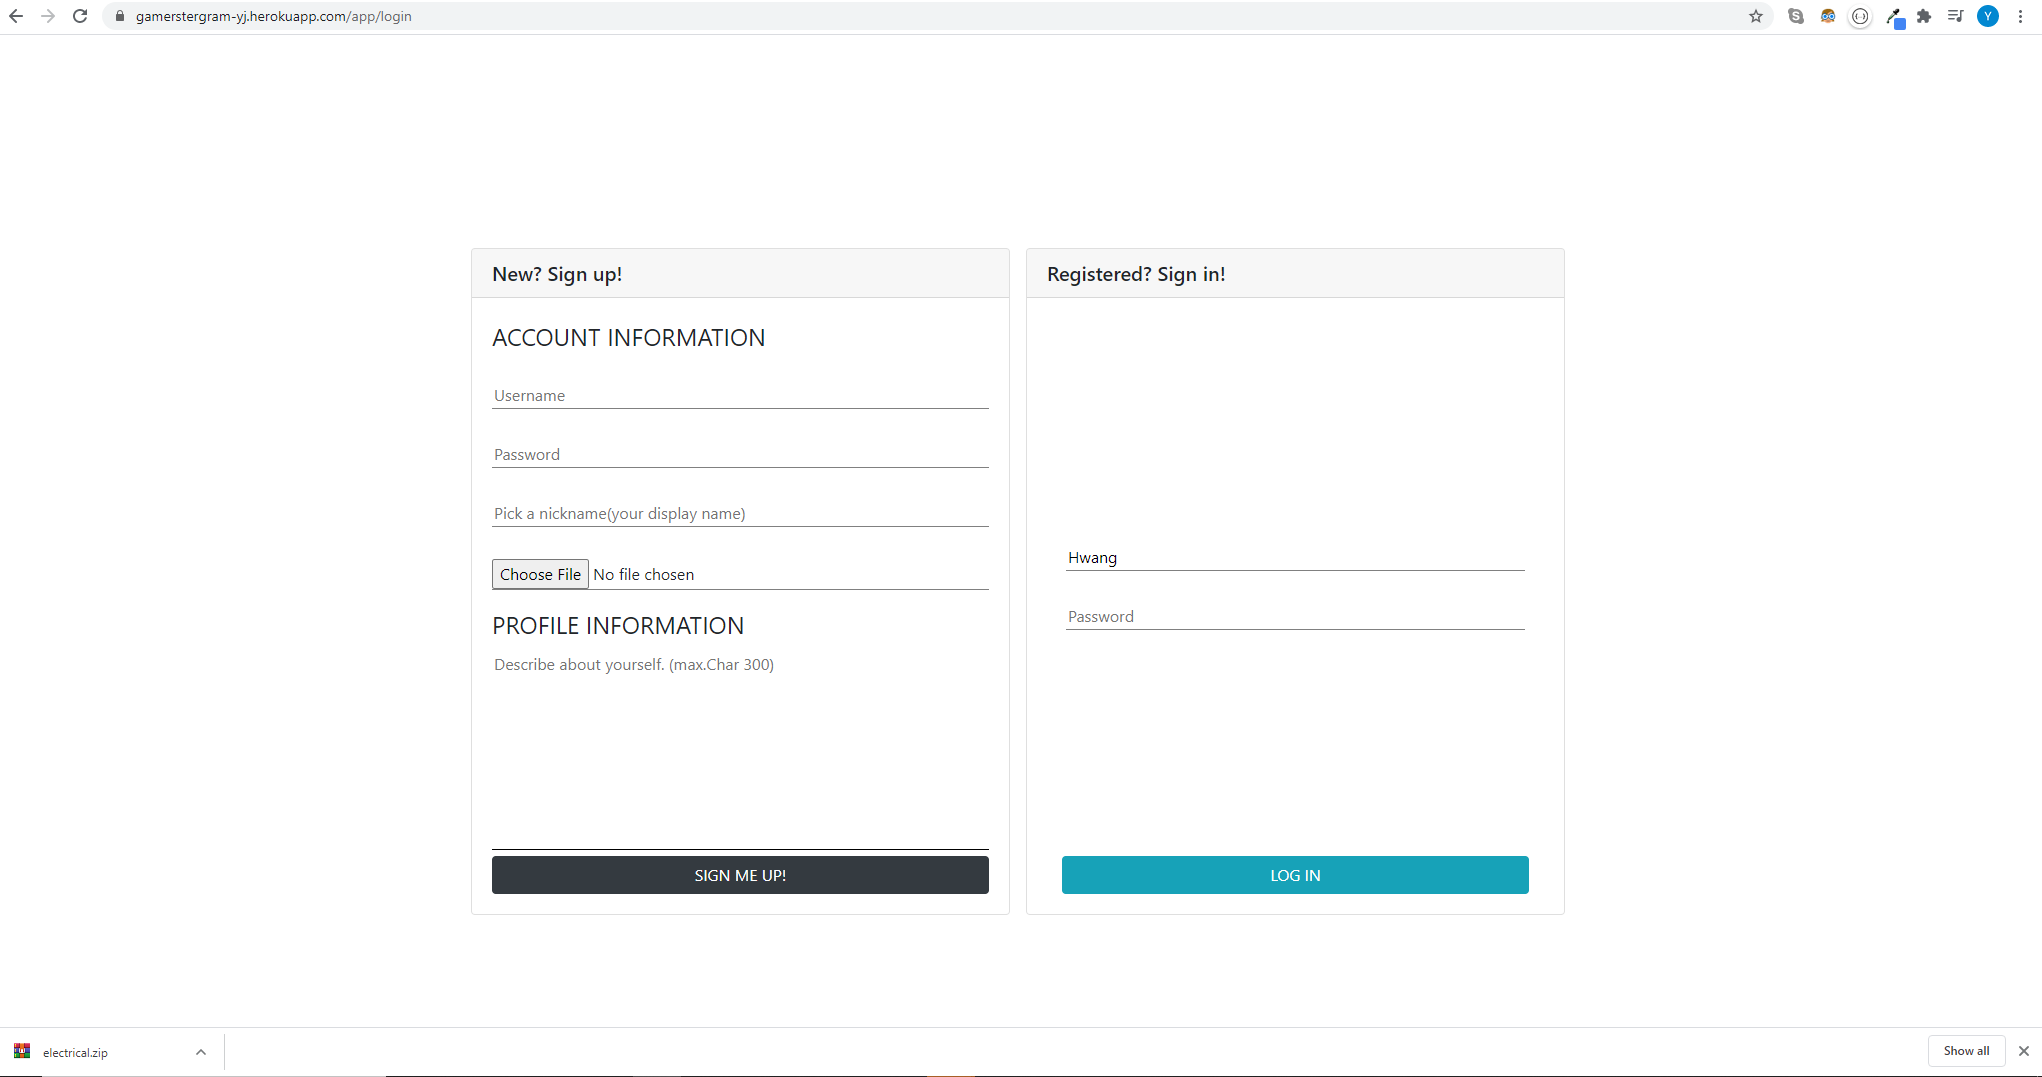 gamerstergram-yj.herokuapp.com/app/login
Y
New? Sign up!
ACCOUNT INFORMATION
Username
Password
Pick a nickname(your display name)
Choose File No file chosen
PROFILE INFORMATION
Describe about yourself. (max.Char 300)
SIGN ME UP!
Registered? Sign in!
Hwang
Password
LOG IN
electrical.zip
Show all